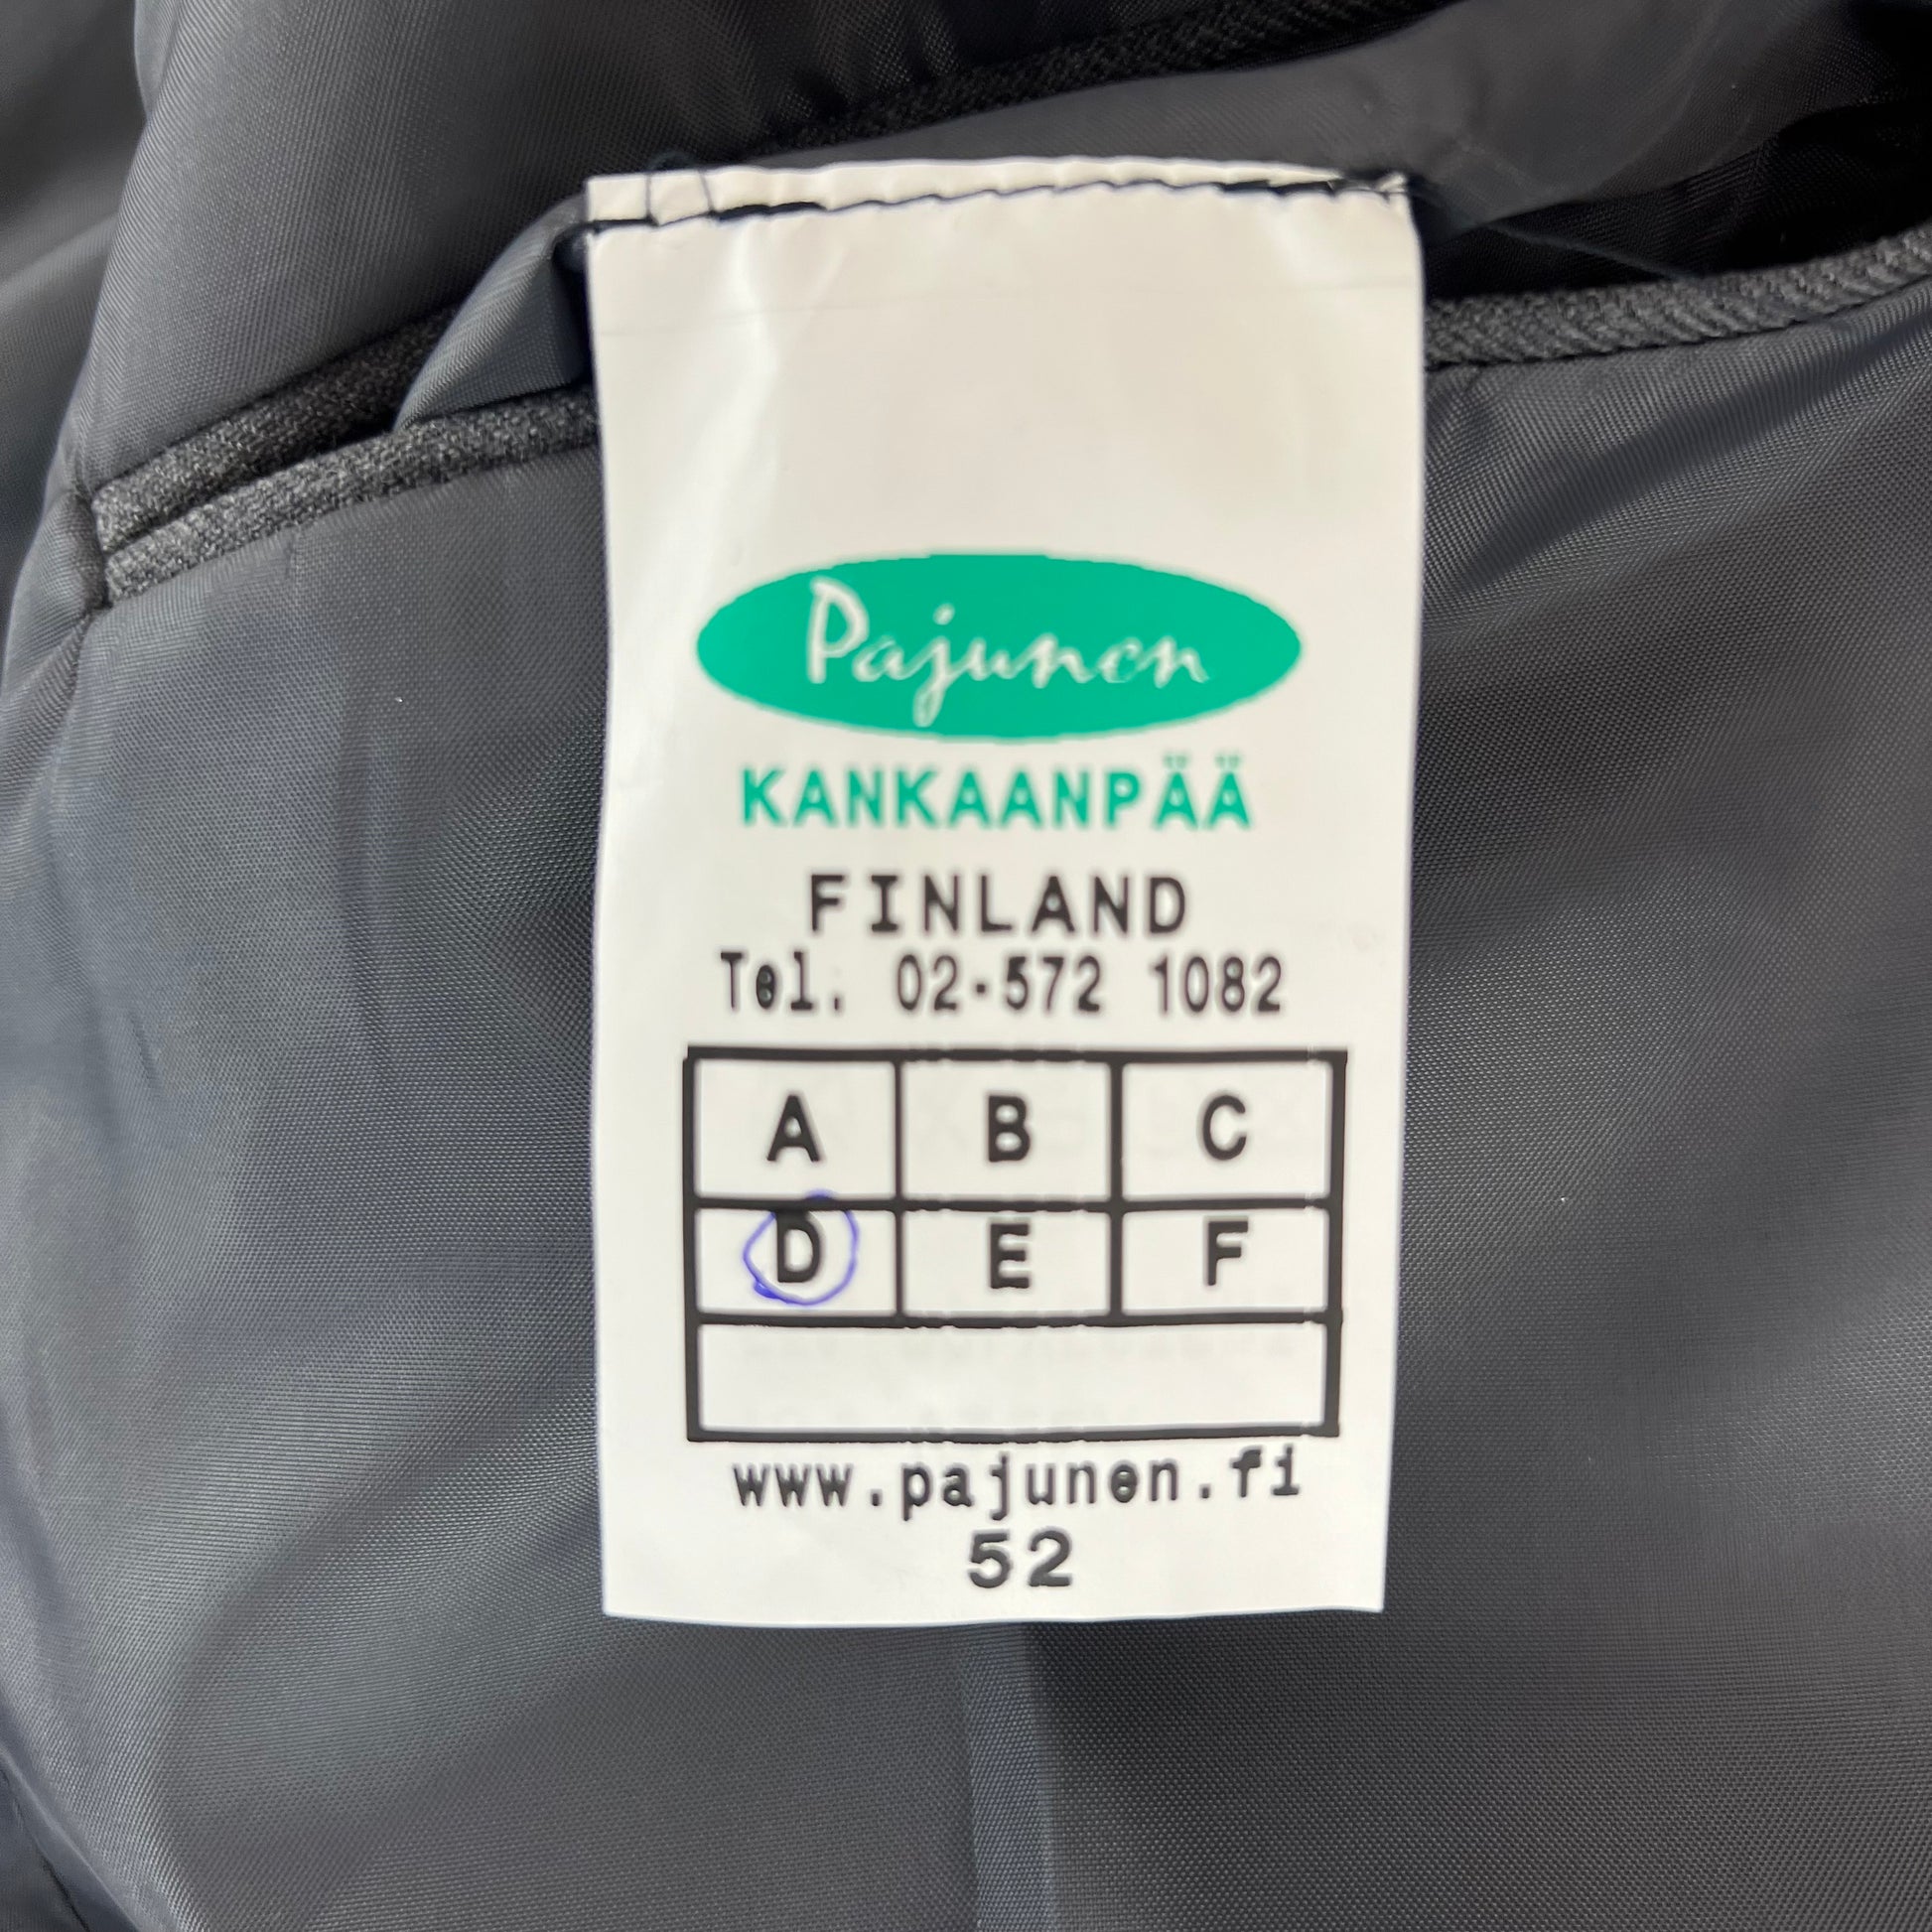 Pajunen
KANKAANPÄÄ
FINLAND
Tel. 02-572 1082
A B C
D E F
www.pajunen.fi
52